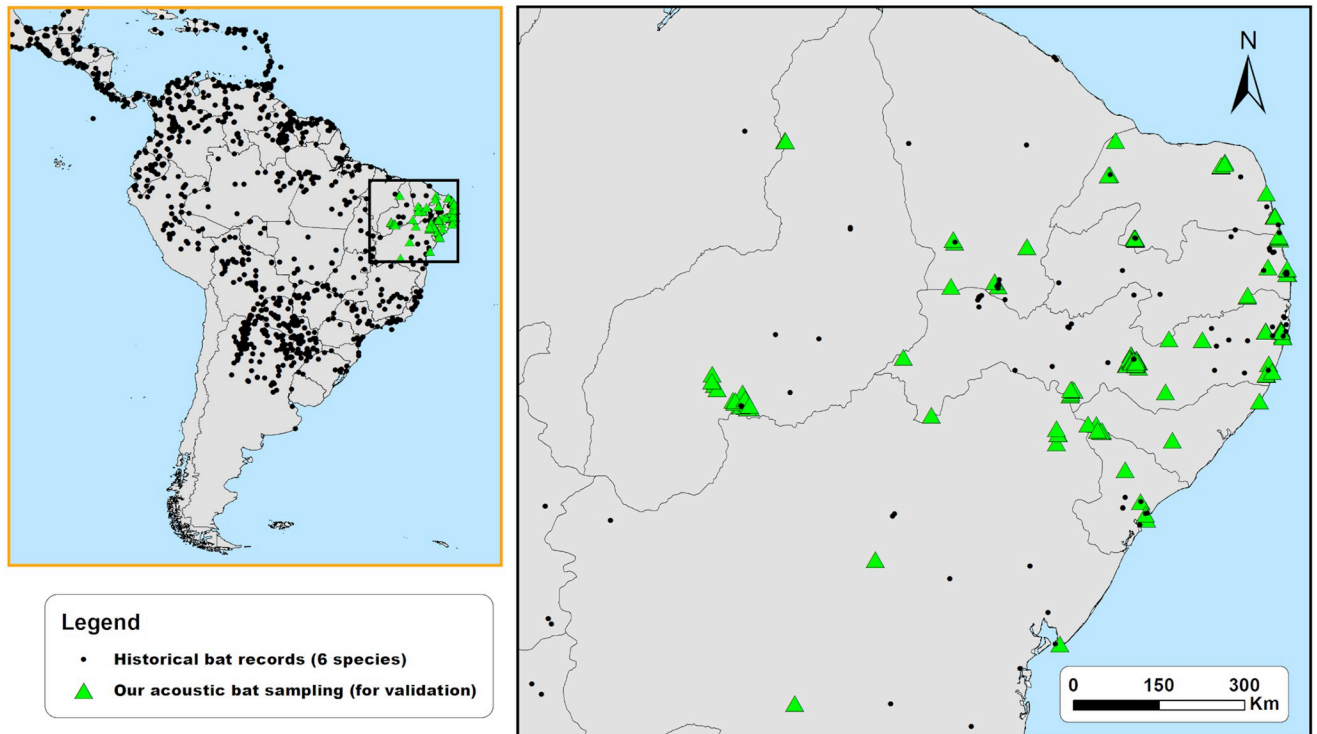 N
Legend
Historical bat records (6 species)
Our acoustic bat sampling (for validation)
0 150 300
Km